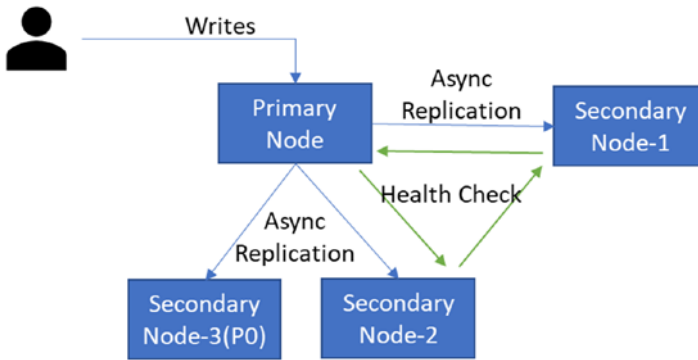 Writes
Primary
Node
Async
Replication
Secondary
Node-1
Health Check
Async
Replication
Secondary
Node-3(P0)
Secondary
Node-2